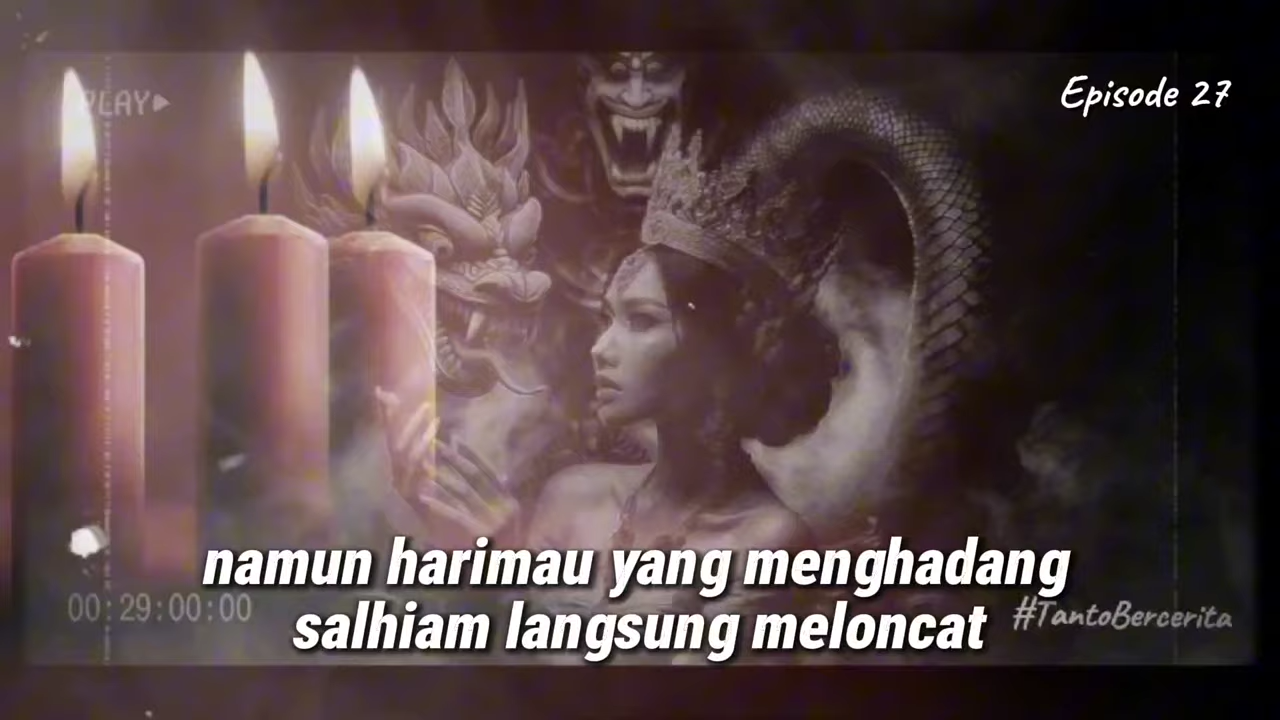 PLAY
Episode 27
namun harimau yang menghadang
salhiam langsung meloncat
00:29:00:00
#TantoBercerita